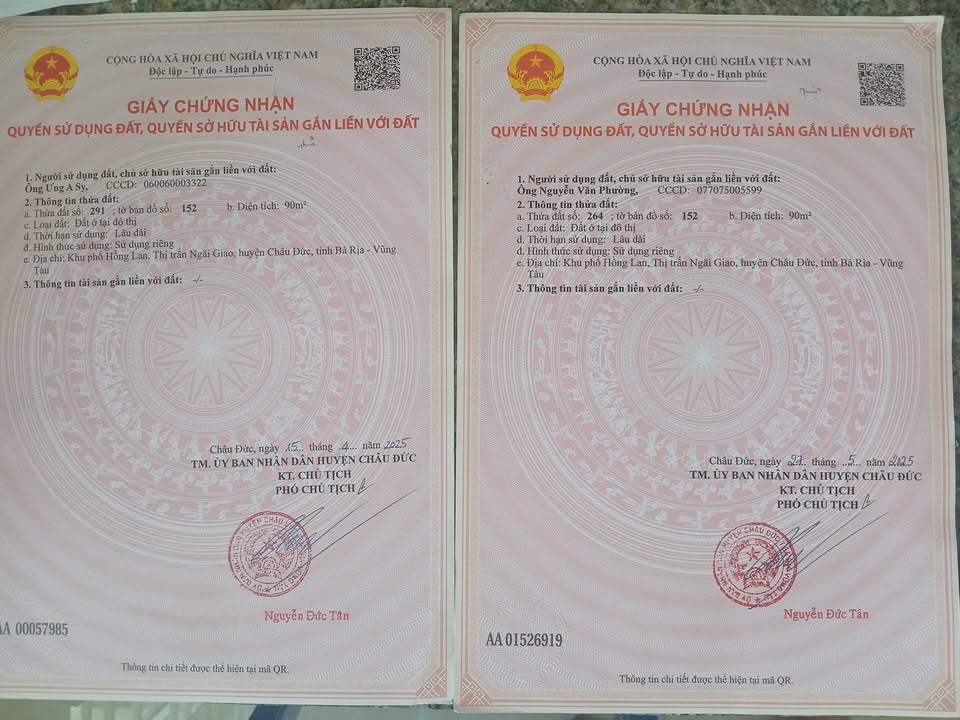 CỘNG HÒA XÃ HỘI CHỦ NGHĨA VIỆT NAM
Độc lập - Tự do - Hạnh phúc
GIẤY CHỨNG NHẬN
QUYỀN SỬ DỤNG ĐẤT, QUYỀN SỞ HỮU TÀI SẢN GẮN LIỀN VỚI ĐẤT
1. Người sử dụng đất, chủ sở hữu tài sản gắn liền với đất:
Ông Ưng A Sy, CCCD: 060060003322
2. Thông tin thửa đất:
a. Thửa đất số: 291 ; tờ bản đồ số: 152 b. Diện tích: 90m²
c. Loại đất: Đất ở tại đô thị
d. Thời hạn sử dụng: Lâu dài
đ. Hình thức sử dụng: Sử dụng riêng
e. Địa chỉ: Khu phố Hồng Lan, Thị trấn Ngãi Giao, huyện Châu Đức, tỉnh Bà Rịa - Vũng
Tàu
3. Thông tin tài sản gắn liền với đất: -/-
Châu Đức, ngày 15 tháng 4 năm 2025
TM. ỦY BAN NHÂN DÂN HUYỆN CHÂU ĐỨC
KT. CHỦ TỊCH
PHÓ CHỦ TỊCH
Nguyễn Đức Tân
AA 00057985
Thông tin chi tiết được thể hiện tại mã QR.
CỘNG HÒA XÃ HỘI CHỦ NGHĨA VIỆT NAM
Độc lập - Tự do - Hạnh phúc
GIẤY CHỨNG NHẬN
QUYỀN SỬ DỤNG ĐẤT, QUYỀN SỞ HỮU TÀI SẢN GẮN LIỀN VỚI ĐẤT
1. Người sử dụng đất, chủ sở hữu tài sản gắn liền với đất:
Ông Nguyễn Văn Phường, CCCD: 077075005599
2. Thông tin thửa đất:
a. Thửa đất số: 264 ; tờ bản đồ số: 152 b. Diện tích: 90m²
c. Loại đất: Đất ở tại đô thị
d. Thời hạn sử dụng: Lâu dài
đ. Hình thức sử dụng: Sử dụng riêng
e. Địa chỉ: Khu phố Hồng Lan, Thị trấn Ngãi Giao, huyện Châu Đức, tỉnh Bà Rịa - Vũng
Tàu
3. Thông tin tài sản gắn liền với đất: -/-
Châu Đức, ngày 27 tháng 5 năm 2025
TM. ỦY BAN NHÂN DÂN HUYỆN CHÂU ĐỨC
KT. CHỦ TỊCH
PHÓ CHỦ TỊCH
Nguyễn Đức Tân
AA 01526919
Thông tin chi tiết được thể hiện tại mã QR.